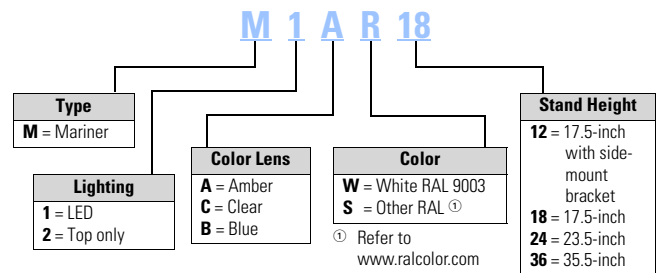 M 1 A R 18
Type
M = Mariner
Lighting
1 = LED
2 = Top only
Color Lens
A = Amber
C = Clear
B = Blue
Color
W = White RAL 9003
S = Other RAL ①
① Refer to
www.ralcolor.com
Stand Height
12 = 17.5-inch
with side-
mount
bracket
18 = 17.5-inch
24 = 23.5-inch
36 = 35.5-inch